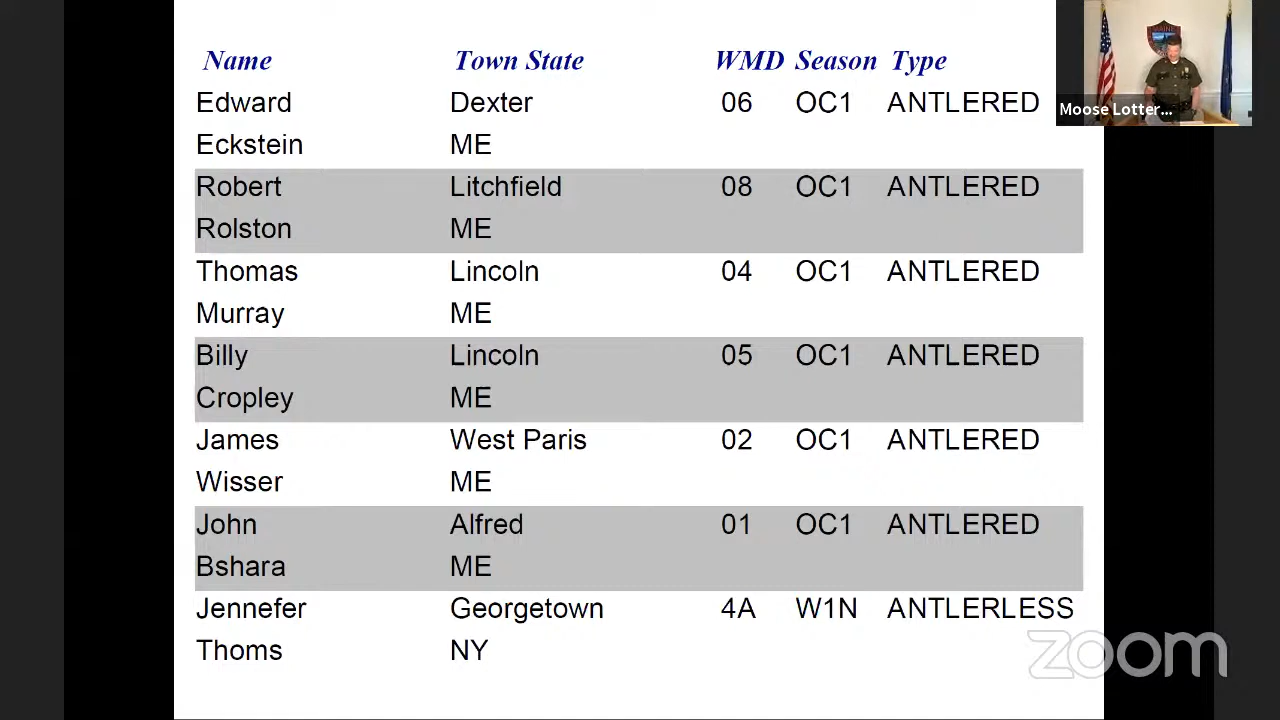 Name Town State WMD Season Type
Edward Dexter 06 OC1 ANTLERED
Eckstein ME
Robert Litchfield 08 OC1 ANTLERED
Rolston ME
Thomas Lincoln 04 OC1 ANTLERED
Murray ME
Billy Lincoln 05 OC1 ANTLERED
Cropley ME
James West Paris 02 OC1 ANTLERED
Wisser ME
John Alfred 01 OC1 ANTLERED
Bshara ME
Jennefer Georgetown 4A W1N ANTLERLESS
Thoms NY
MAINE
Moose Lotter...
zoom